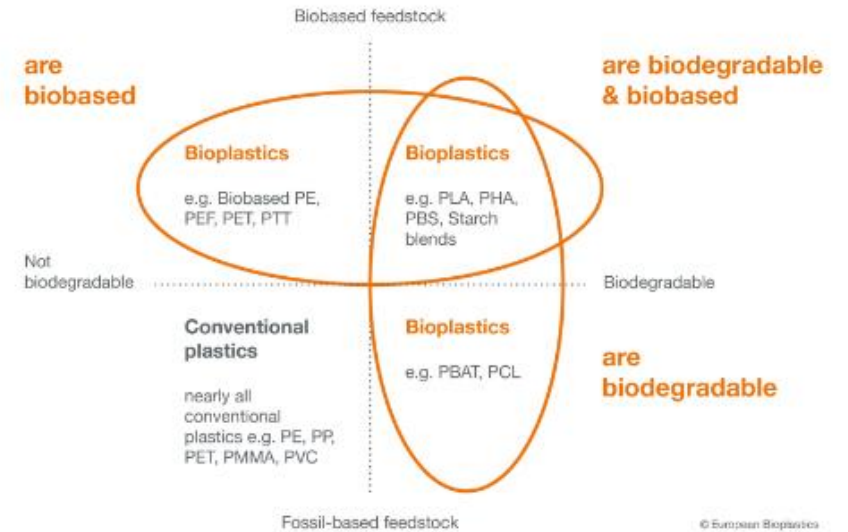 Biobased feedstock
are
biobased
are biodegradable
& biobased
Bioplastics
e.g. Biobased PE,
PEF, PET, PTT
Bioplastics
e.g. PLA, PHA,
PBS, Starch
blends
Not
biodegradable
Biodegradable
Conventional
plastics
nearly all
conventional
plastics e.g. PE, PP,
PET, PMMA, PVC
Bioplastics
e.g. PBAT, PCL
are
biodegradable
Fossil-based feedstock
© European Bioplastics